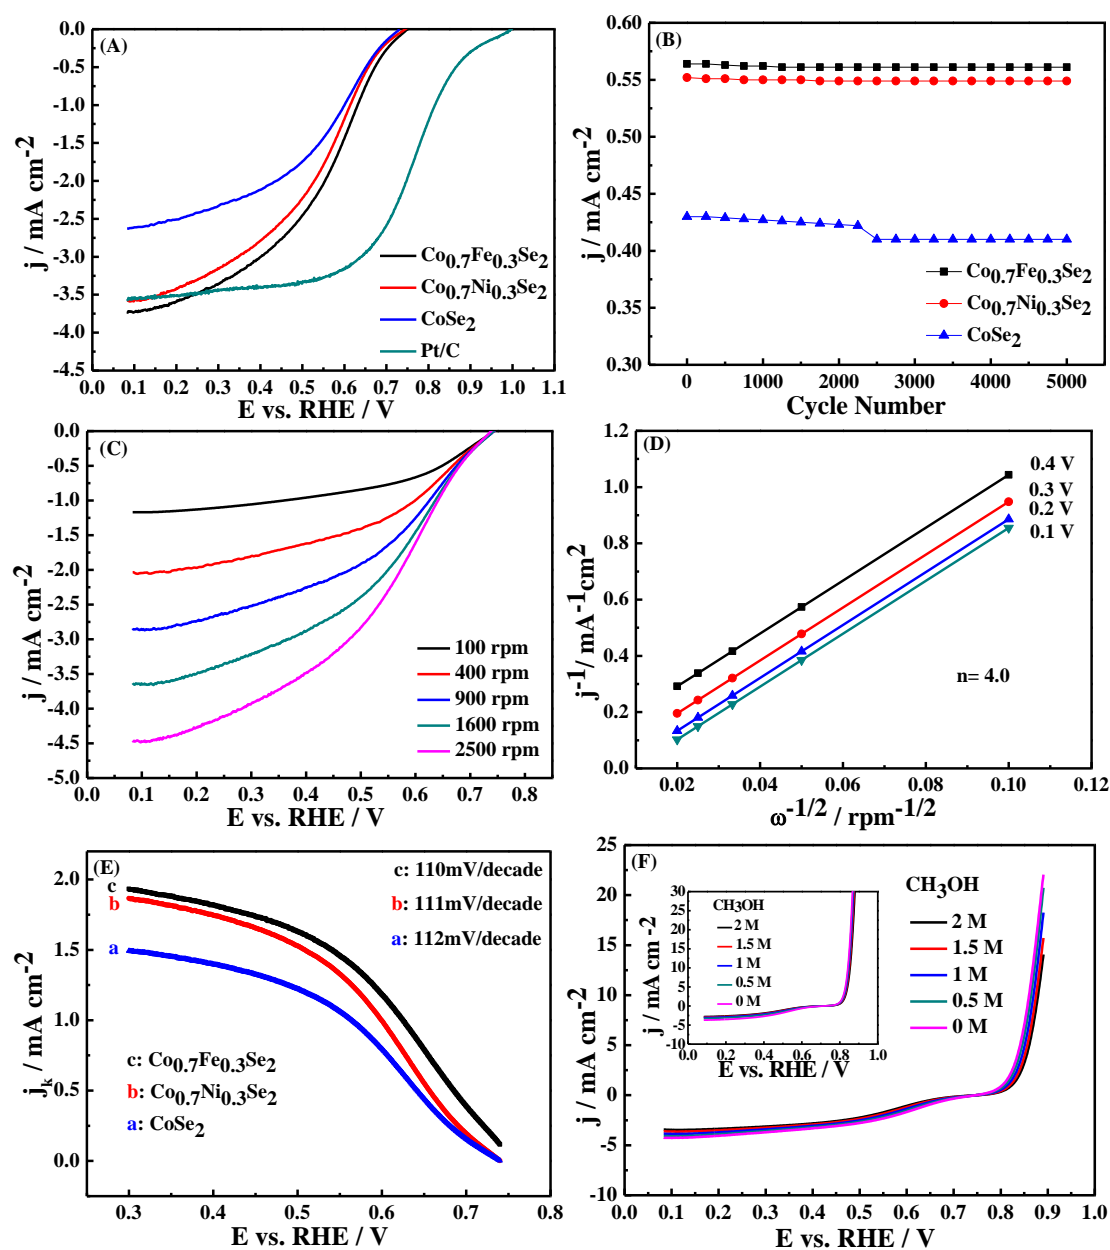 (A)
0.0
-0.5
-1.0
-1.5
-2.0
-2.5
-3.0
-3.5
-4.0
-4.5
j / mA cm-2
Co0.7Fe0.3Se2
Co0.7Ni0.3Se2
CoSe2
Pt/C
0.0 0.1 0.2 0.3 0.4 0.5 0.6 0.7 0.8 0.9 1.0 1.1
E vs. RHE / V
(B)
0.60
0.55
0.50
0.45
0.40
0.35
0.30
j / mA cm-2
Co0.7Fe0.3Se2
Co0.7Ni0.3Se2
CoSe2
0 1000 2000 3000 4000 5000
Cycle Number
(C)
0.0
-0.5
-1.0
-1.5
-2.0
-2.5
-3.0
-3.5
-4.0
-4.5
-5.0
j / mA cm-2
100 rpm
400 rpm
900 rpm
1600 rpm
2500 rpm
0.0 0.1 0.2 0.3 0.4 0.5 0.6 0.7 0.8
E vs. RHE / V
(D)
1.2
1.0
0.8
0.6
0.4
0.2
0.0
j-1/ mA-1cm2
0.4 V
0.3 V
0.2 V
0.1 V
n= 4.0
0.02 0.04 0.06 0.08 0.10 0.12
ω-1/2 / rpm-1/2
(E)
2.0
1.5
1.0
0.5
0.0
jk / mA cm-2
c
b
a
c: 110mV/decade
b: 111mV/decade
a: 112mV/decade
c: Co0.7Fe0.3Se2
b: Co0.7Ni0.3Se2
a: CoSe2
0.3 0.4 0.5 0.6 0.7 0.8
E vs. RHE / V
(F)
25
20
15
10
5
0
-5
-10
j / mA cm-2
CH3OH
2 M
1.5 M
1 M
0.5 M
0 M
30
25
20
15
10
5
0
-5
-10
j / mA cm-2
CH3OH
2 M
1.5 M
1 M
0.5 M
0 M
0.0 0.2 0.4 0.6 0.8 1.0
E vs. RHE / V
0.0 0.1 0.2 0.3 0.4 0.5 0.6 0.7 0.8 0.9 1.0
E vs. RHE / V